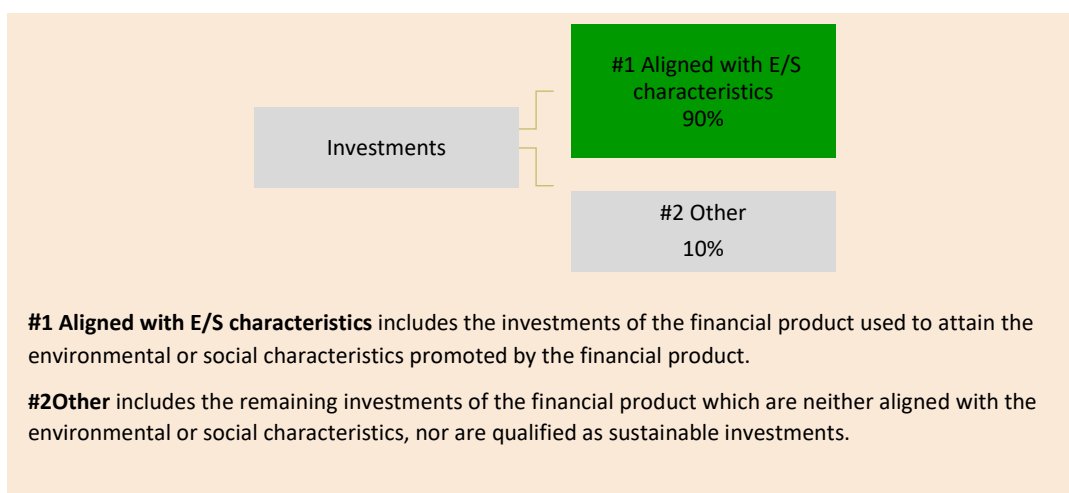 #1 Aligned with E/S
characteristics
90%
Investments
#2 Other
10%
#1 Aligned with E/S characteristics includes the investments of the financial product used to attain the
environmental or social characteristics promoted by the financial product.
#2Other includes the remaining investments of the financial product which are neither aligned with the
environmental or social characteristics, nor are qualified as sustainable investments.